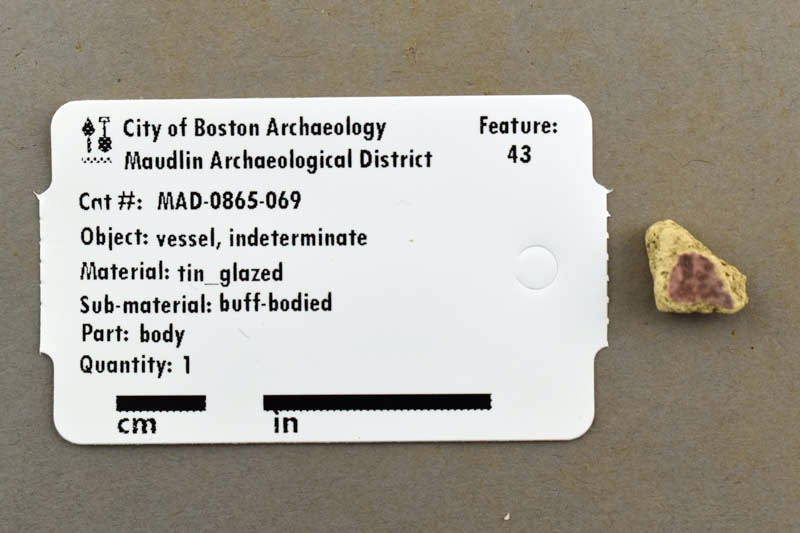 City of Boston Archaeology
Maudlin Archaeological District
Feature:
43
Cat #: MAD-0865-069
Object: vessel, indeterminate
Material: tin_glazed
Sub-material: buff-bodied
Part: body
Quantity: 1
cm in